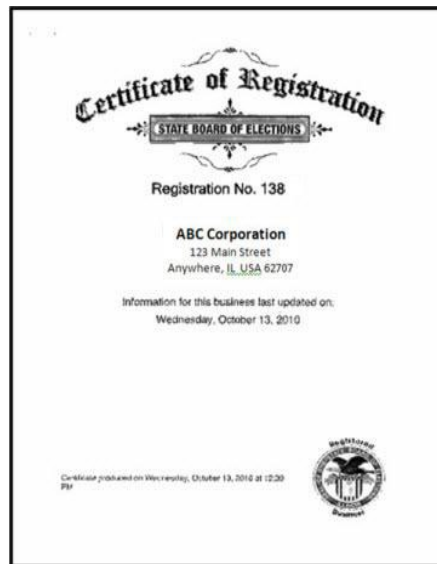 Certificate of Registration
STATE BOARD OF ELECTIONS
Registration No. 138
ABC Corporation
123 Main Street
Anywhere, IL USA 62707
Information for this business last updated on:
Wednesday, October 13, 2010
Registered
Certificate produced on Wednesday, October 13, 2010 at 12:30
PM
Business